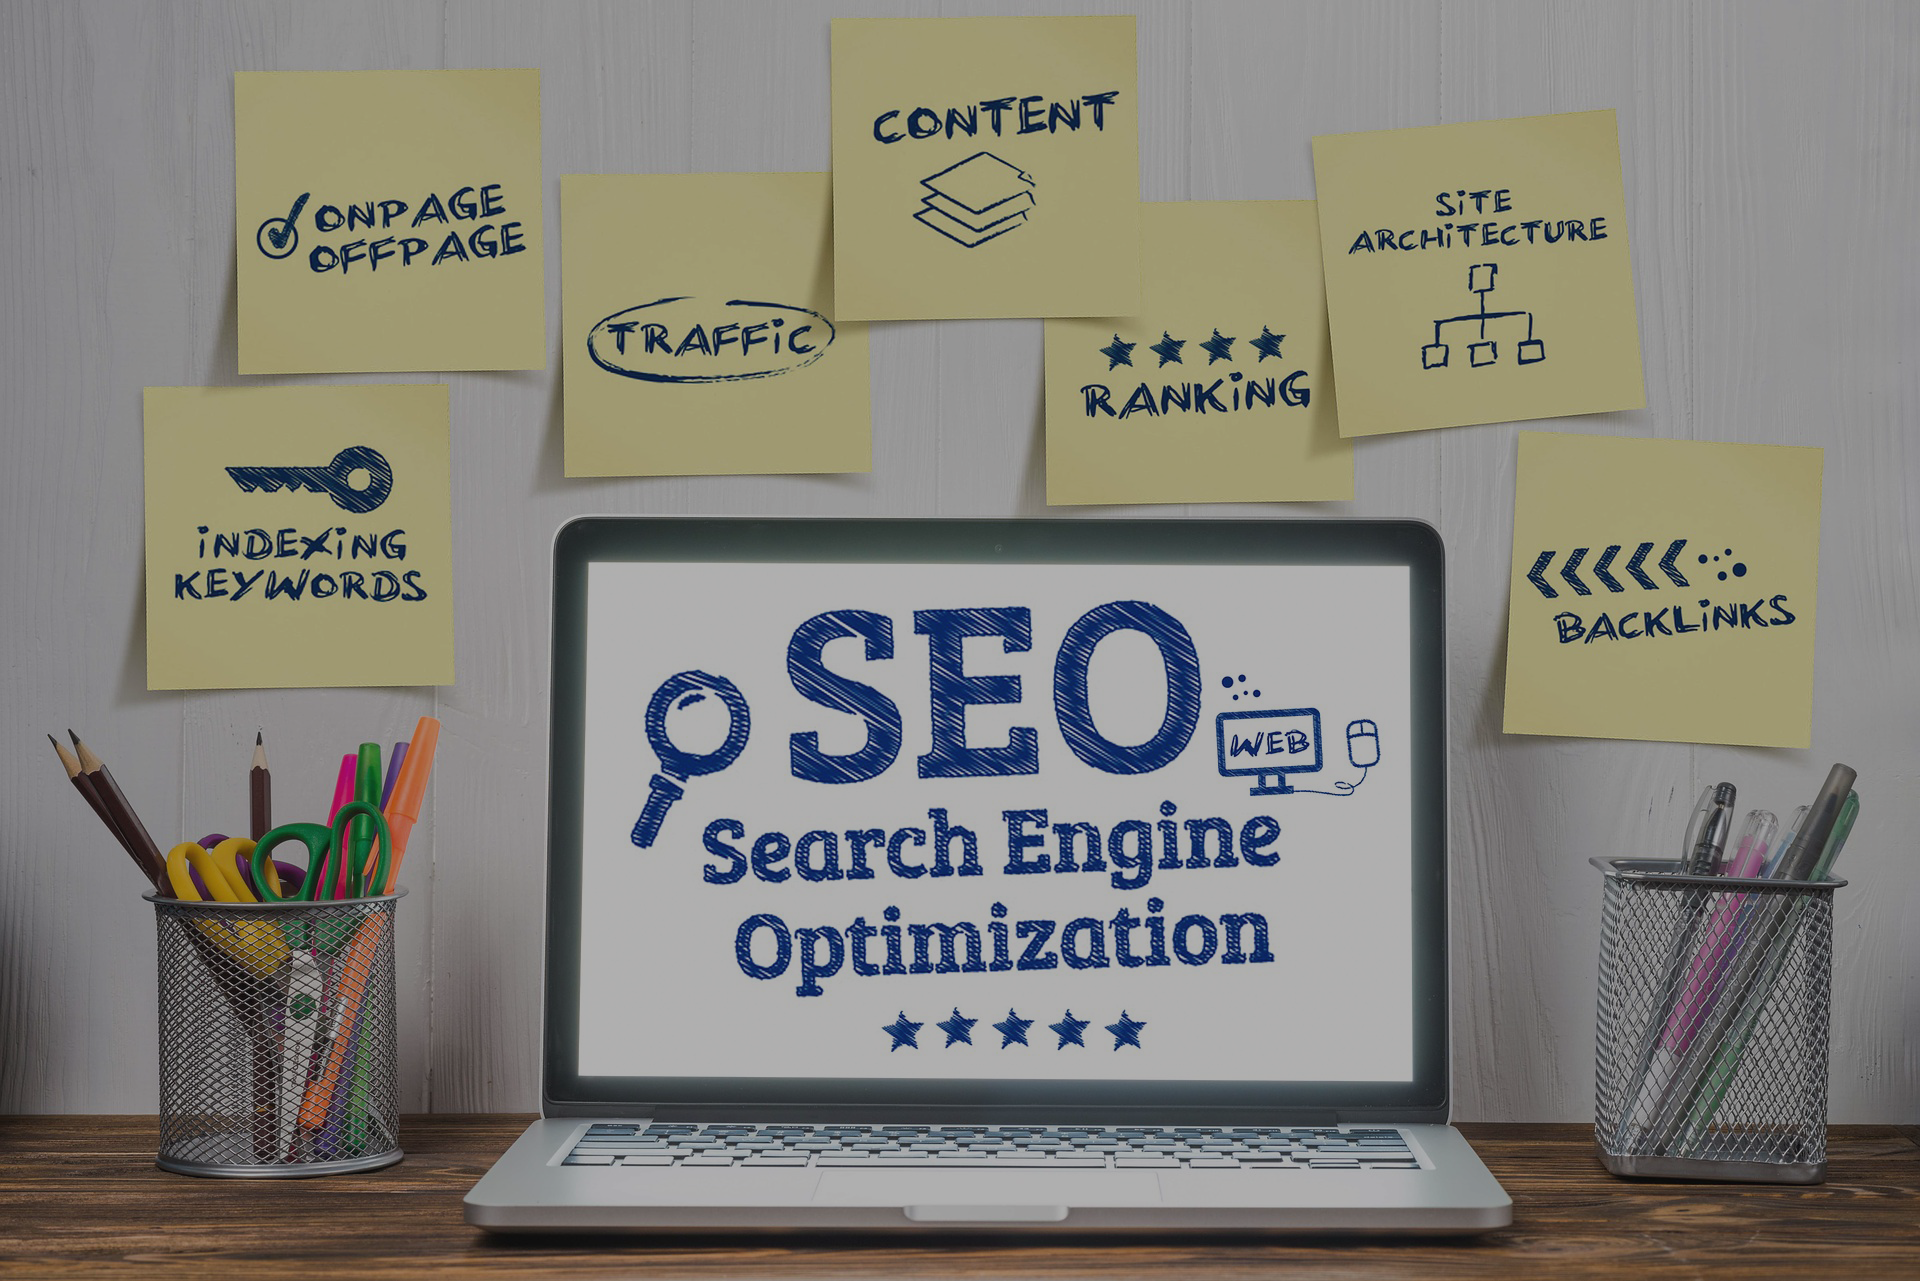 CONTENT
ONPAGE
OFFPAGE
SiTE
ARCHiTECTURE
TRAFFiC
RANKiNG
iNDEXiNG
KEYWORDS
BACKLiNKS
SEO
WEB
Search Engine
Optimization